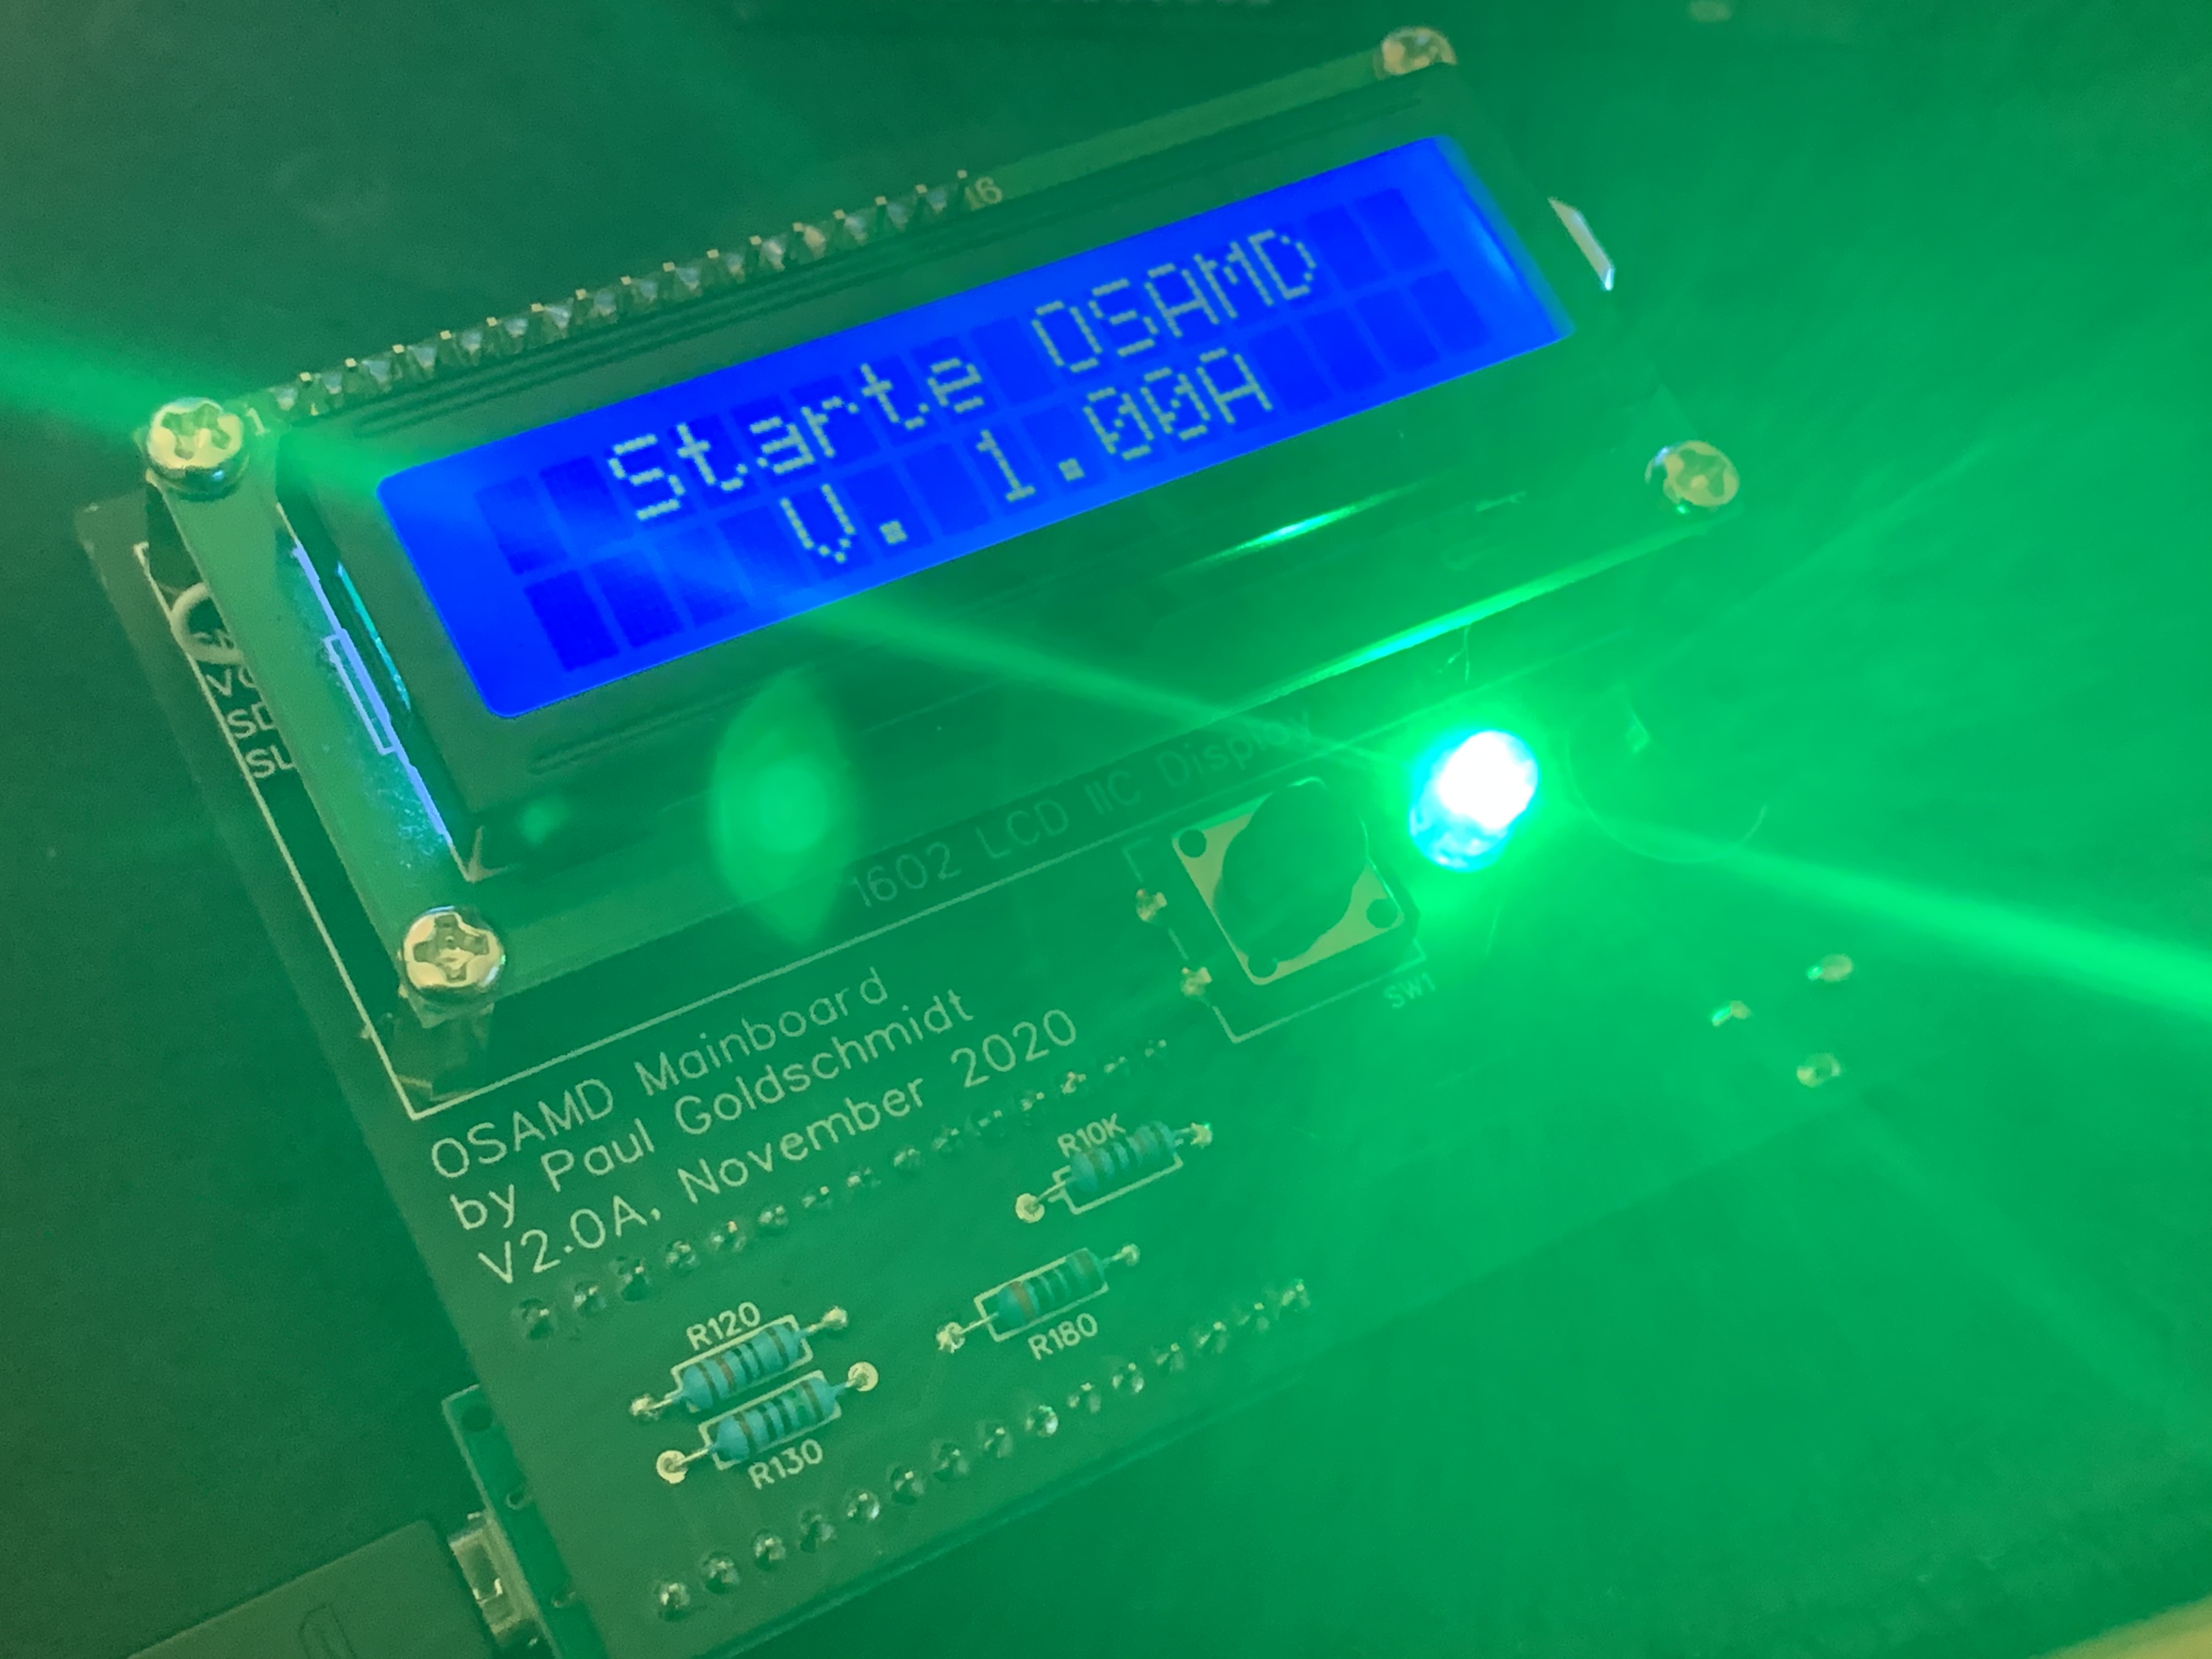 16
1
Starte OSAMD
V. 1.00A
SD
1602 LCD IIC Display
SW1
OSAMD Mainboard
by Paul Goldschmidt
V2.0A, November 2020
R10K
R120
R180
R130